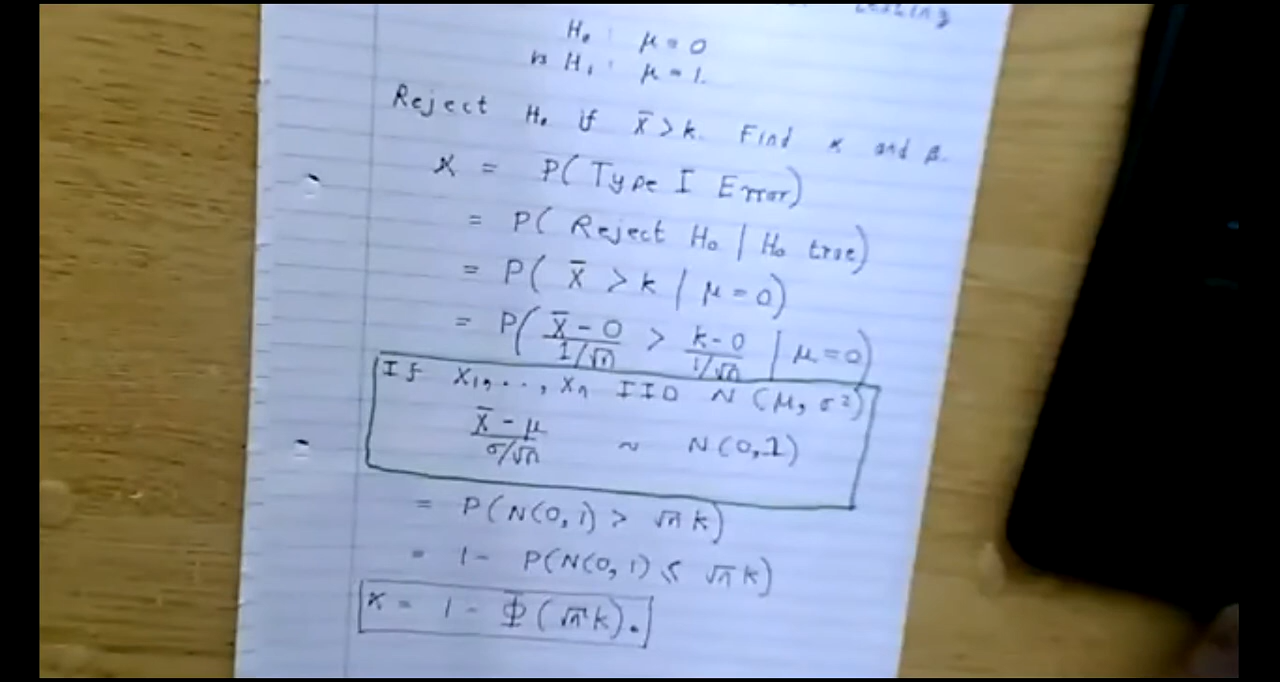 testing
H₀ : μ = 0
vs H₁ : μ = 1.
Reject H₀ if X̄ > k. Find α and β.
α = P( Type I Error)
= P( Reject H₀ | H₀ true)
= P( X̄ > k | μ = 0)
= P( (X̄ - 0)/(1/√n) > (k - 0)/(1/√n) | μ = 0)
If X₁, . . , Xₙ IID N (μ, σ²)
(X̄ - μ)/(σ/√n) ~ N(0,1)
= P(N(0,1) > √n k)
= 1 - P(N(0,1) ≤ √n k)
α = 1 - Φ(√n k).